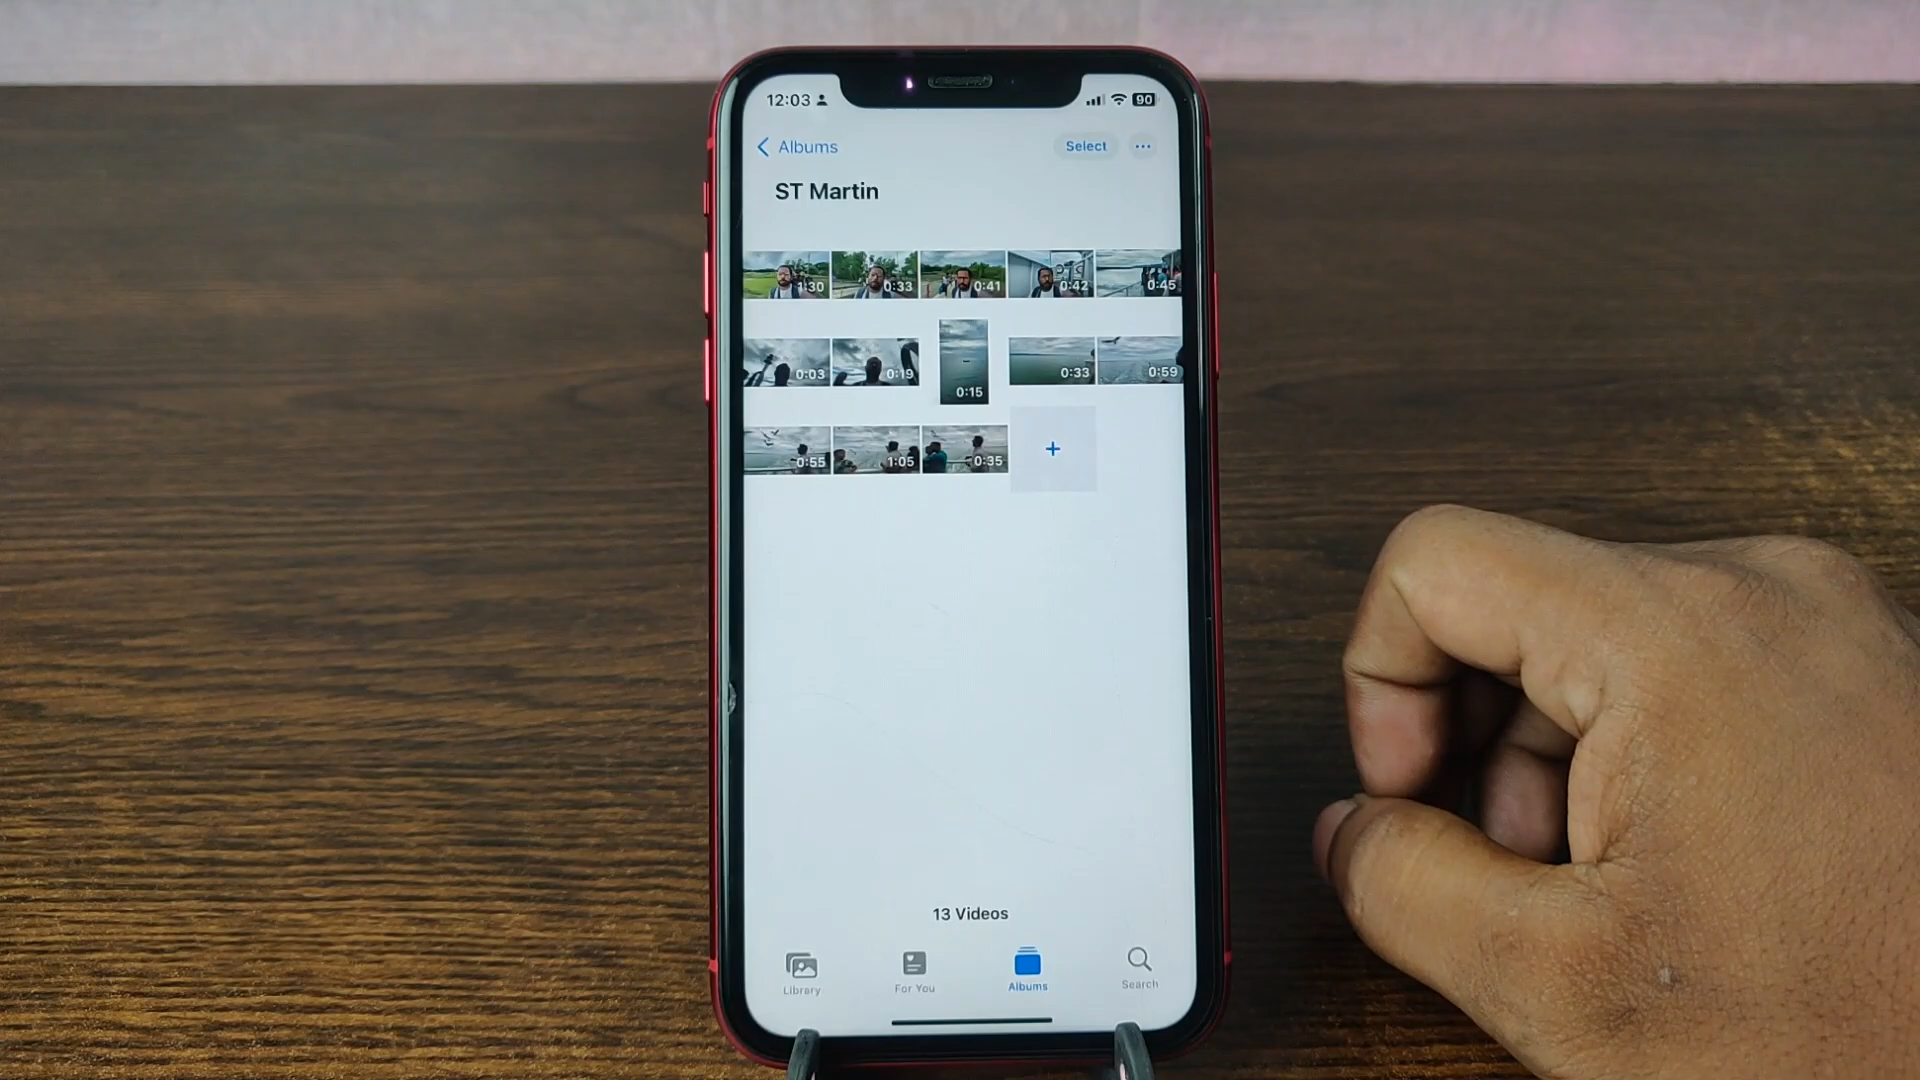 12:03 90
Albums Select ...
ST Martin
1:30 0:33 0:41 0:42 0:45
0:03 0:19 0:15 0:33 0:59
0:55 1:05 0:35 +
13 Videos
Library For You Albums Search